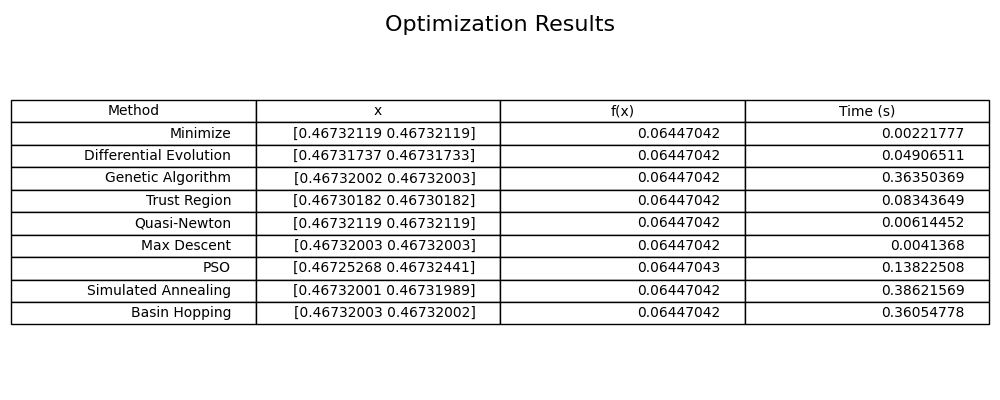 Optimization Results
Method x f(x) Time (s)
Minimize [0.46732119 0.46732119] 0.06447042 0.00221777
Differential Evolution [0.46731737 0.46731733] 0.06447042 0.04906511
Genetic Algorithm [0.46732002 0.46732003] 0.06447042 0.36350369
Trust Region [0.46730182 0.46730182] 0.06447042 0.08343649
Quasi-Newton [0.46732119 0.46732119] 0.06447042 0.00614452
Max Descent [0.46732003 0.46732003] 0.06447042 0.0041368
PSO [0.46725268 0.46732441] 0.06447043 0.13822508
Simulated Annealing [0.46732001 0.46731989] 0.06447042 0.38621569
Basin Hopping [0.46732003 0.46732002] 0.06447042 0.36054778